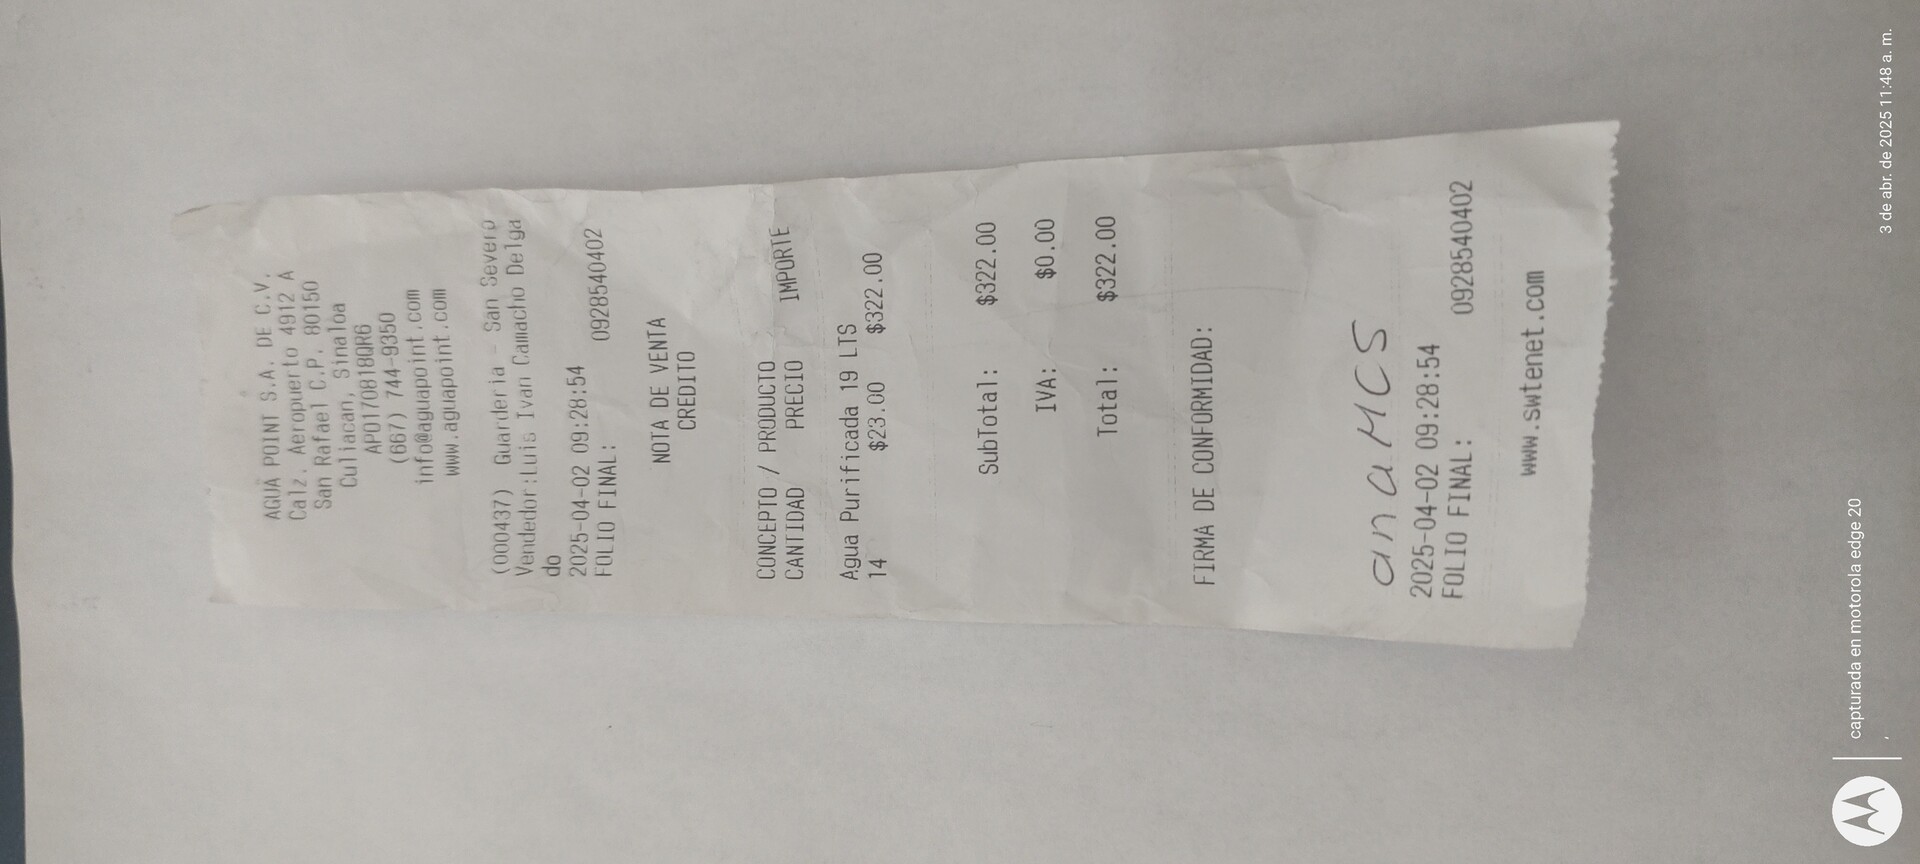 AGUA POINT S.A. DE C.V.
Calz. Aeropuerto 4912 A
San Rafael C.P. 80150
Culiacan, Sinaloa
APO170818QR6
(667) 744-9350
info@aguapoint.com
www.aguapoint.com
(000437) Guarderia - San Severo
Vendedor:Luis Ivan Camacho Delga
do
2025-04-02 09:28:54
FOLIO FINAL: 0928540402
NOTA DE VENTA
CREDITO
CONCEPTO / PRODUCTO
CANTIDAD PRECIO IMPORTE
Agua Purificada 19 LTS
14 $23.00 $322.00
SubTotal: $322.00
IVA: $0.00
Total: $322.00
FIRMA DE CONFORMIDAD:
ana MCS
2025-04-02 09:28:54
FOLIO FINAL: 0928540402
www.swtenet.com
capturada en motorola edge 20
3 de abr. de 2025 11:48 a. m.